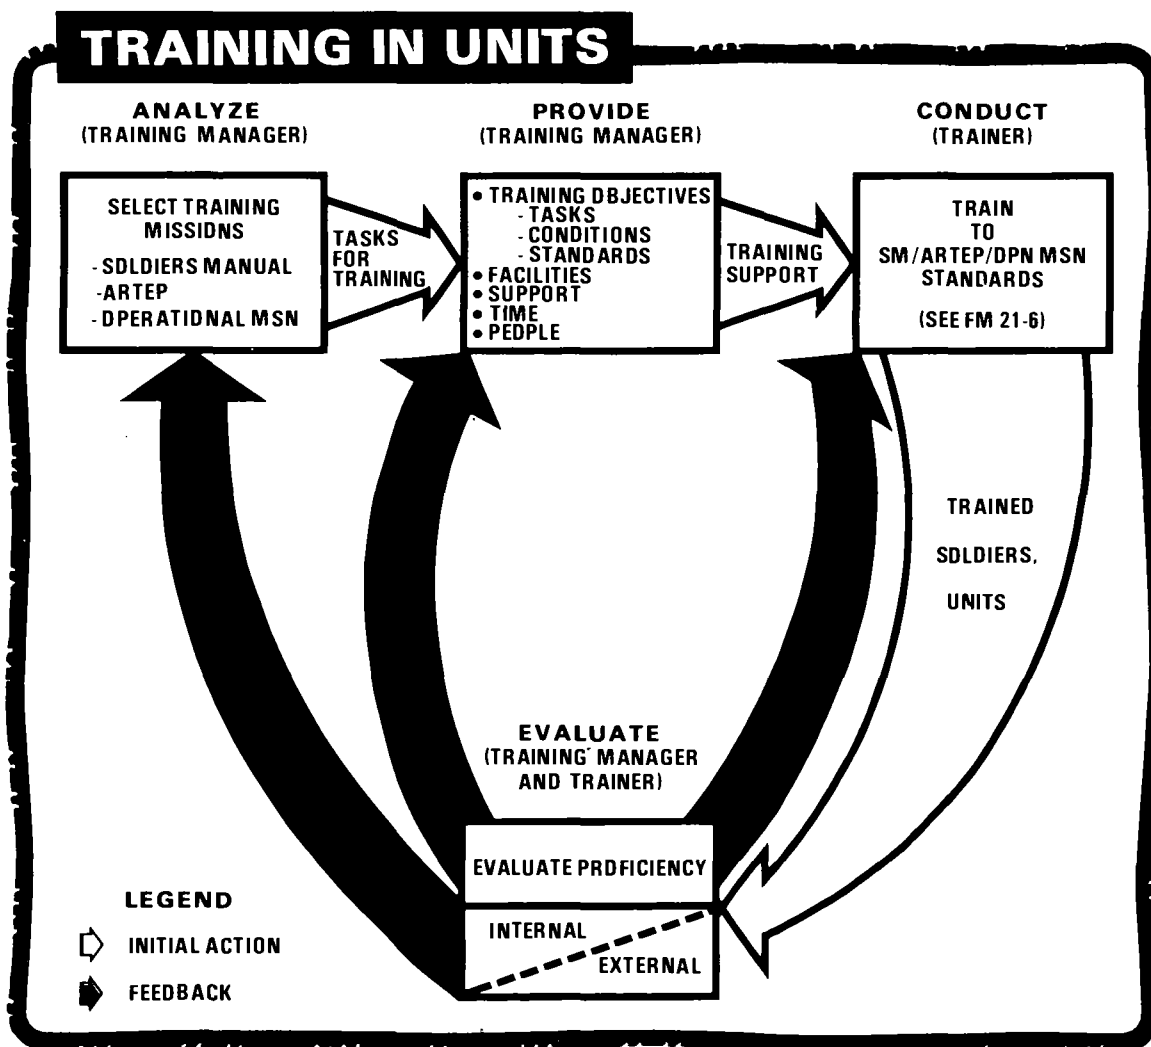 TRAINING IN UNITS
ANALYZE
(TRAINING MANAGER)
SELECT TRAINING
MISSIDNS
- SDLDIERS MANUAL
- ARTEP
- DPERATIDNAL MSN
TASKS
FOR
TRAINING
PROVIDE
(TRAINING MANAGER)
• TRAINING DBJECTIVES
- TASKS
- CONDITIONS
- STANDARDS
• FACILITIES
• SUPPORT
• TIME
• PEDPLE
TRAINING
SUPPORT
CONDUCT
(TRAINER)
TRAIN
TO
SM/ARTEP/DPN MSN
STANDARDS
(SEE FM 21-6)
TRAINED
SDLDIERS,
UNITS
EVALUATE
(TRAINING MANAGER
AND TRAINER)
EVALUATE PRDFICIENCY
INTERNAL
EXTERNAL
LEGEND
INITIAL ACTION
FEEDBACK